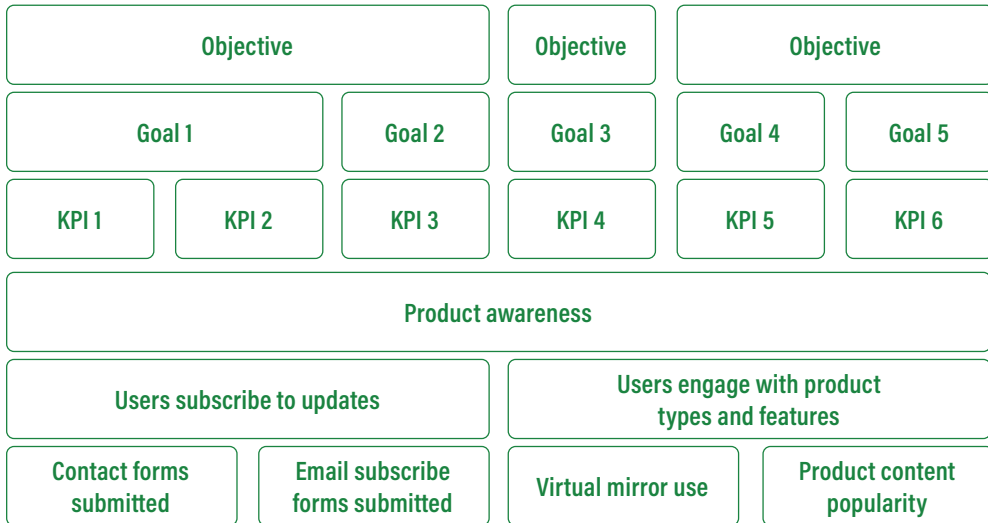 Objective
Objective
Objective
Goal 1
Goal 2
Goal 3
Goal 4
Goal 5
KPI 1
KPI 2
KPI 3
KPI 4
KPI 5
KPI 6
Product awareness
Users subscribe to updates
Users engage with product
types and features
Contact forms
submitted
Email subscribe
forms submitted
Virtual mirror use
Product content
popularity